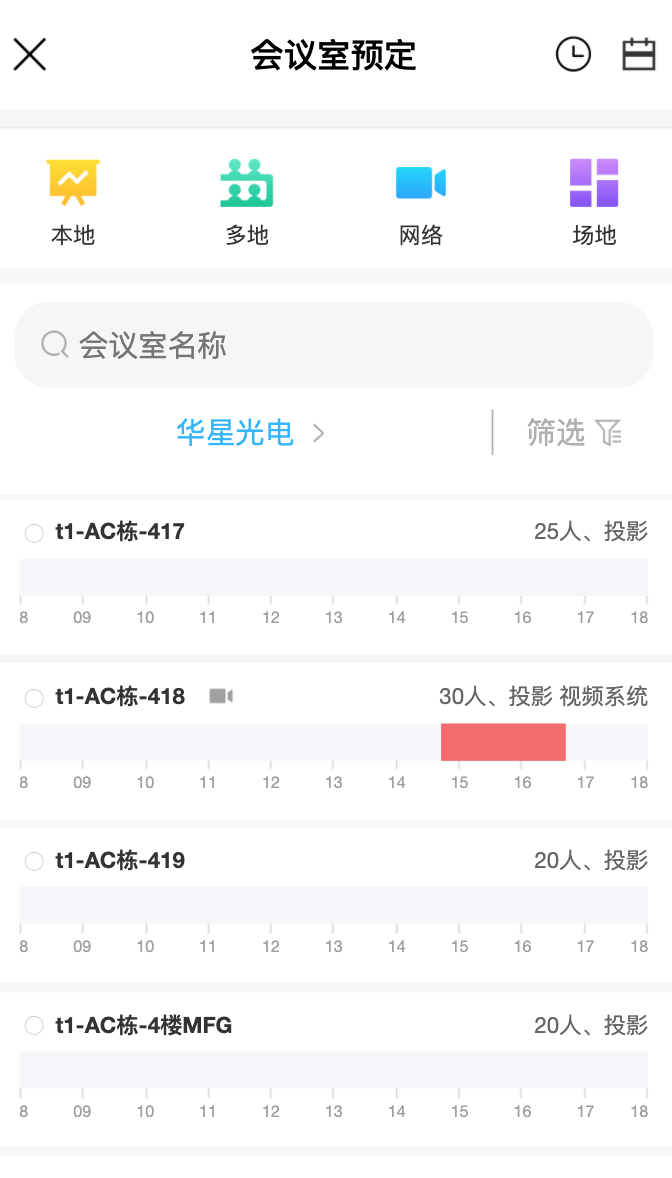 会议室预定
本地 多地 网络 场地
会议室名称
华星光电 筛选
t1-AC栋-417 25人、投影
8 09 10 11 12 13 14 15 16 17 18
t1-AC栋-418 30人、投影 视频系统
8 09 10 11 12 13 14 15 16 17 18
t1-AC栋-419 20人、投影
8 09 10 11 12 13 14 15 16 17 18
t1-AC栋-4楼MFG 20人、投影
8 09 10 11 12 13 14 15 16 17 18